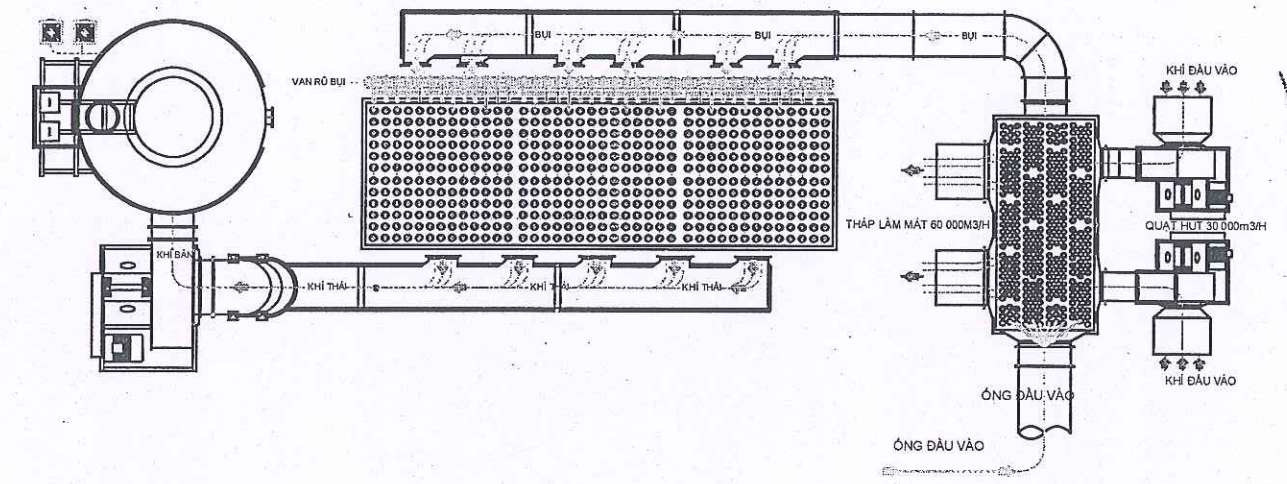 BỤI
BỤI
BỤI
KHÍ ĐẦU VÀO
VAN RŨ BỤI
THÁP LÀM MÁT 60 000M3/H
QUẠT HÚT 30 000m3/H
KHÍ BẨN
KHÍ THẢI
KHÍ THẢI
KHÍ THẢI
KHÍ ĐẦU VÀO
ỐNG ĐẦU VÀO
ỐNG ĐẦU VÀO